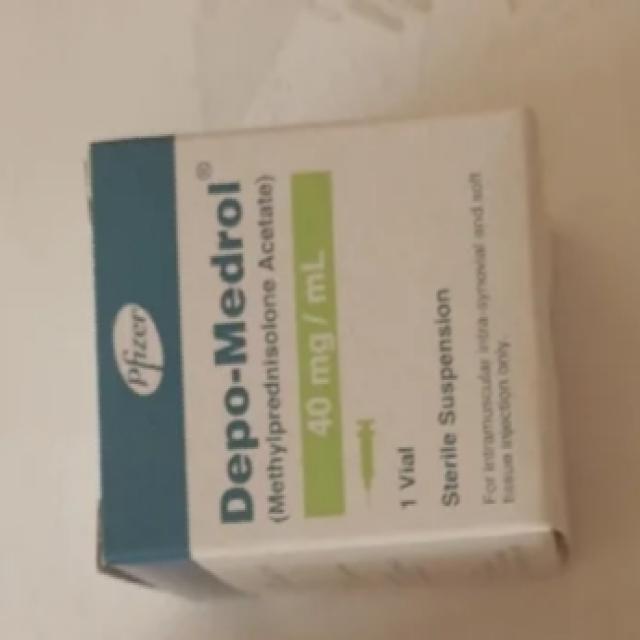 Pfizer
Depo-Medrol®
(Methylprednisolone Acetate)
40 mg / mL
1 Vial
Sterile Suspension
For intramuscular intra-synovial and soft
tissue injection only.